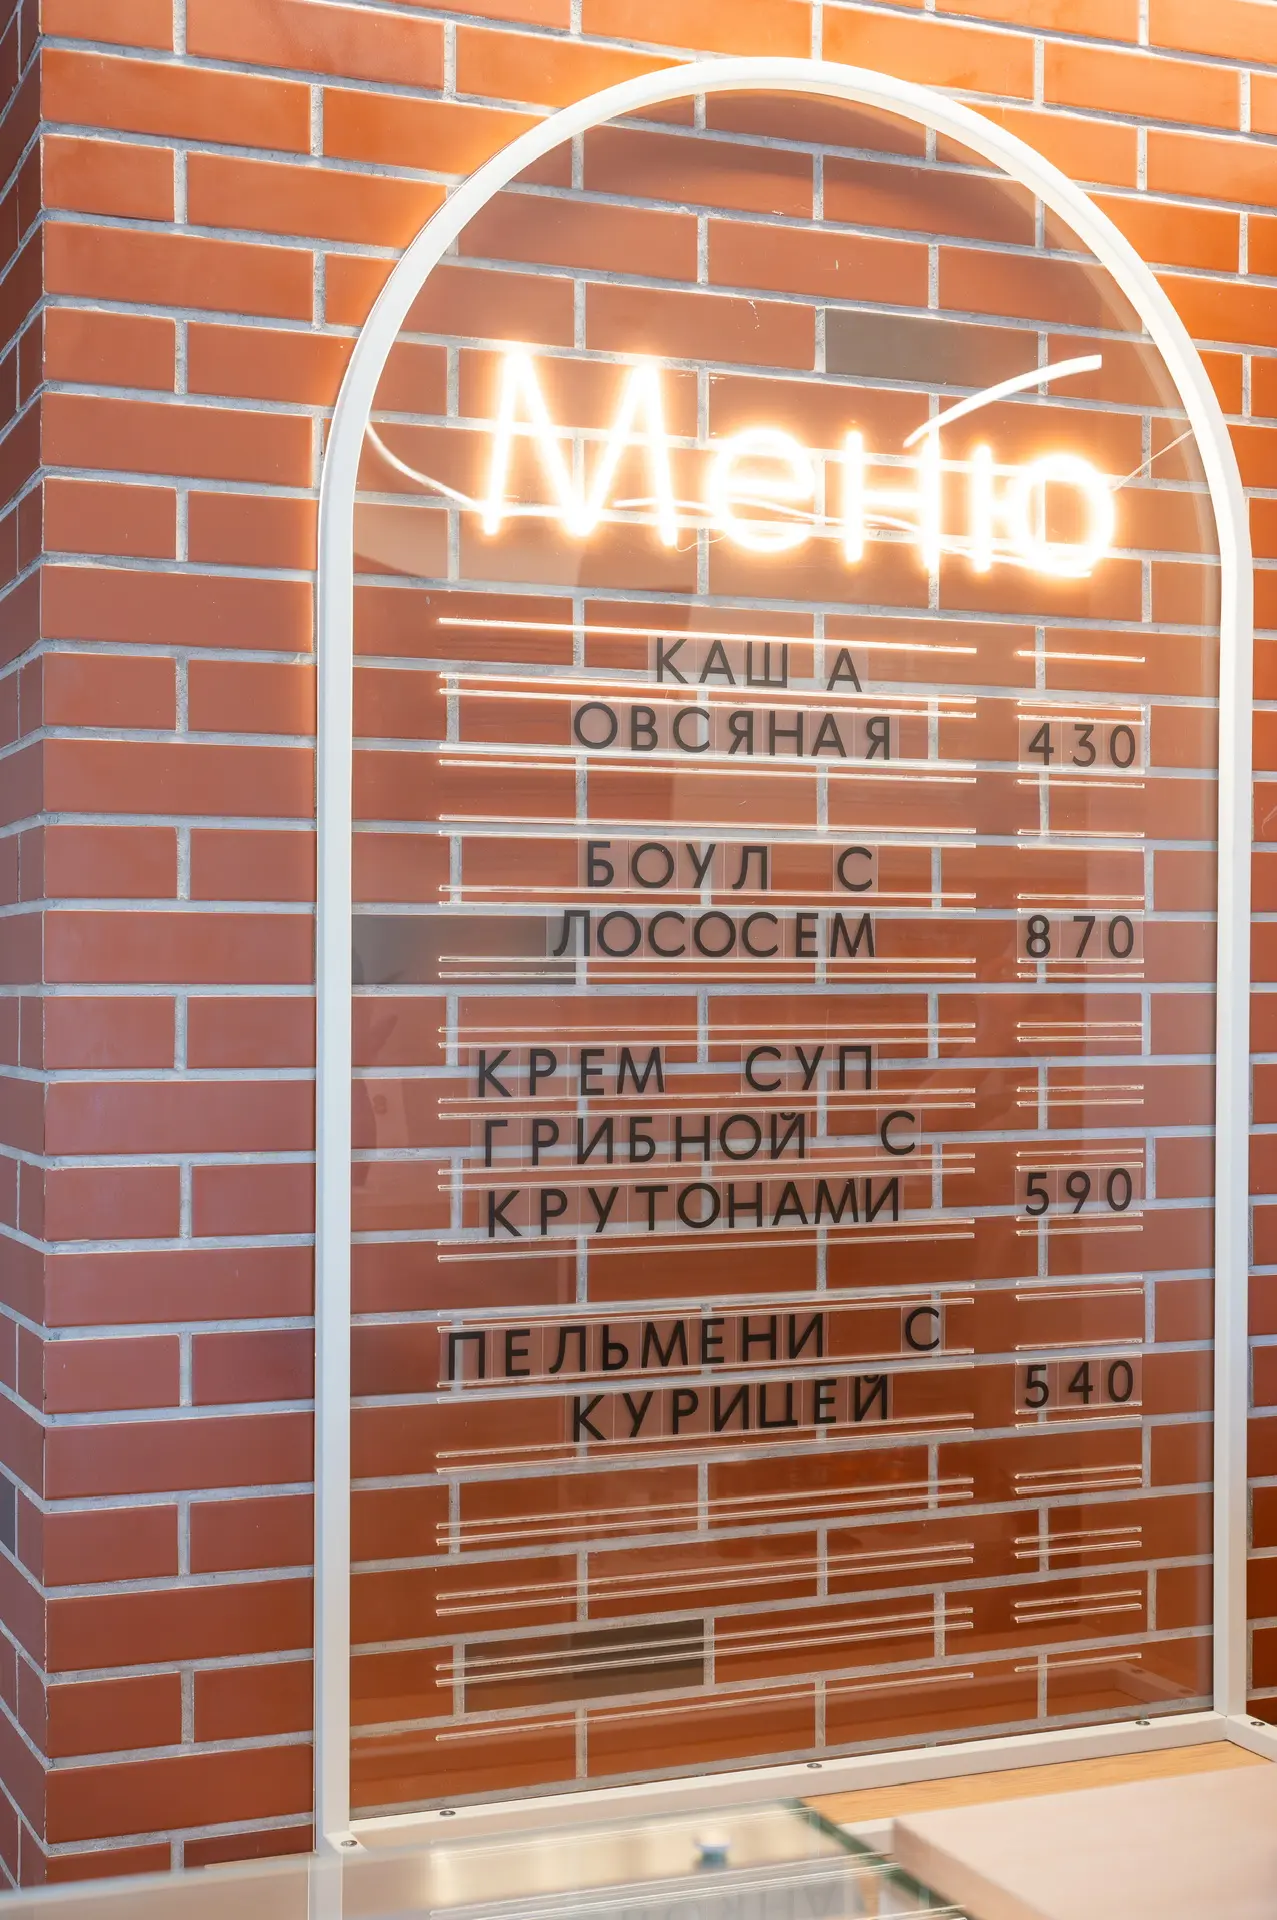 Меню
КАША
ОВСЯНАЯ 430
БОУЛ С
ЛОСОСЕМ 870
КРЕМ СУП
ГРИБНОЙ С
КРУТОНАМИ 590
ПЕЛЬМЕНИ С
КУРИЦЕЙ 540